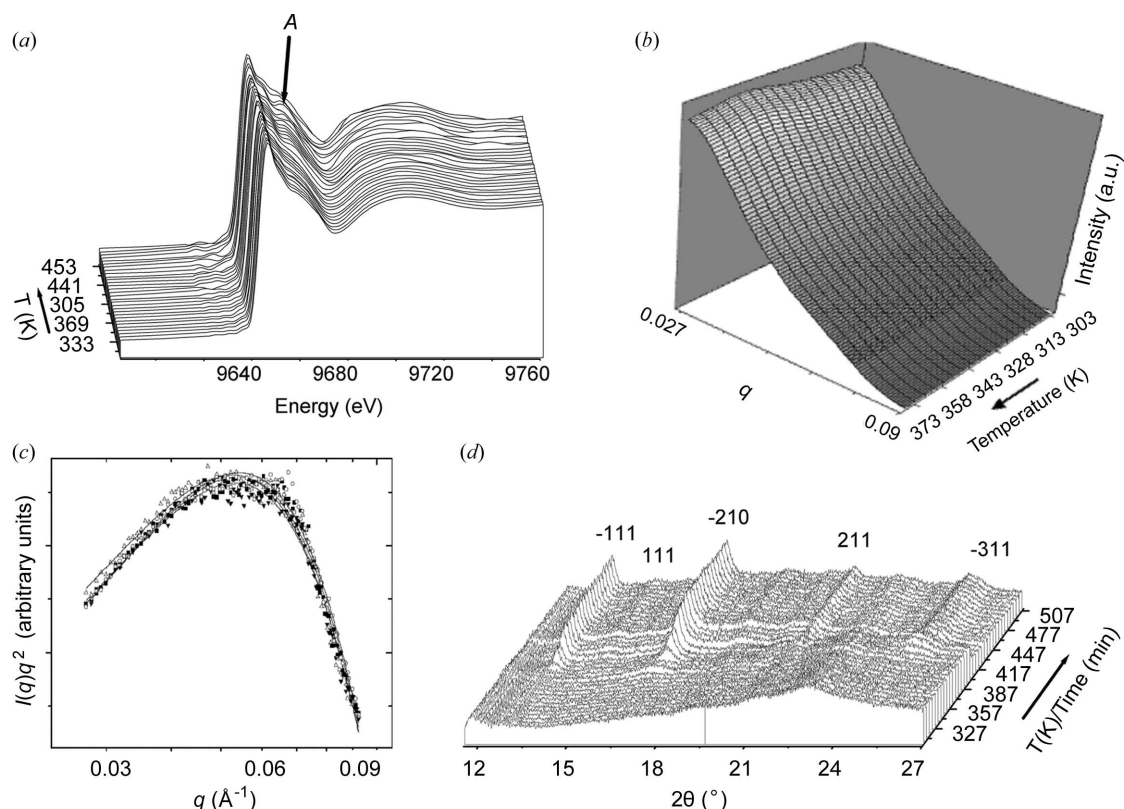 (a)
A
453
441
305
369
333
T (K)
9640 9680 9720 9760
Energy (eV)
(b)
Intensity (a.u.)
0.027
q
0.09
373 358 343 328 313 303
Temperature (K)
(c)
I(q)q²  (arbitrary units)
0.03 0.06 0.09
q (Å⁻¹)
(d)
-111
111
-210
211
-311
507
477
447
417
387
357
327
T(K)/Time (min)
12 15 18 21 24 27
2θ (°)